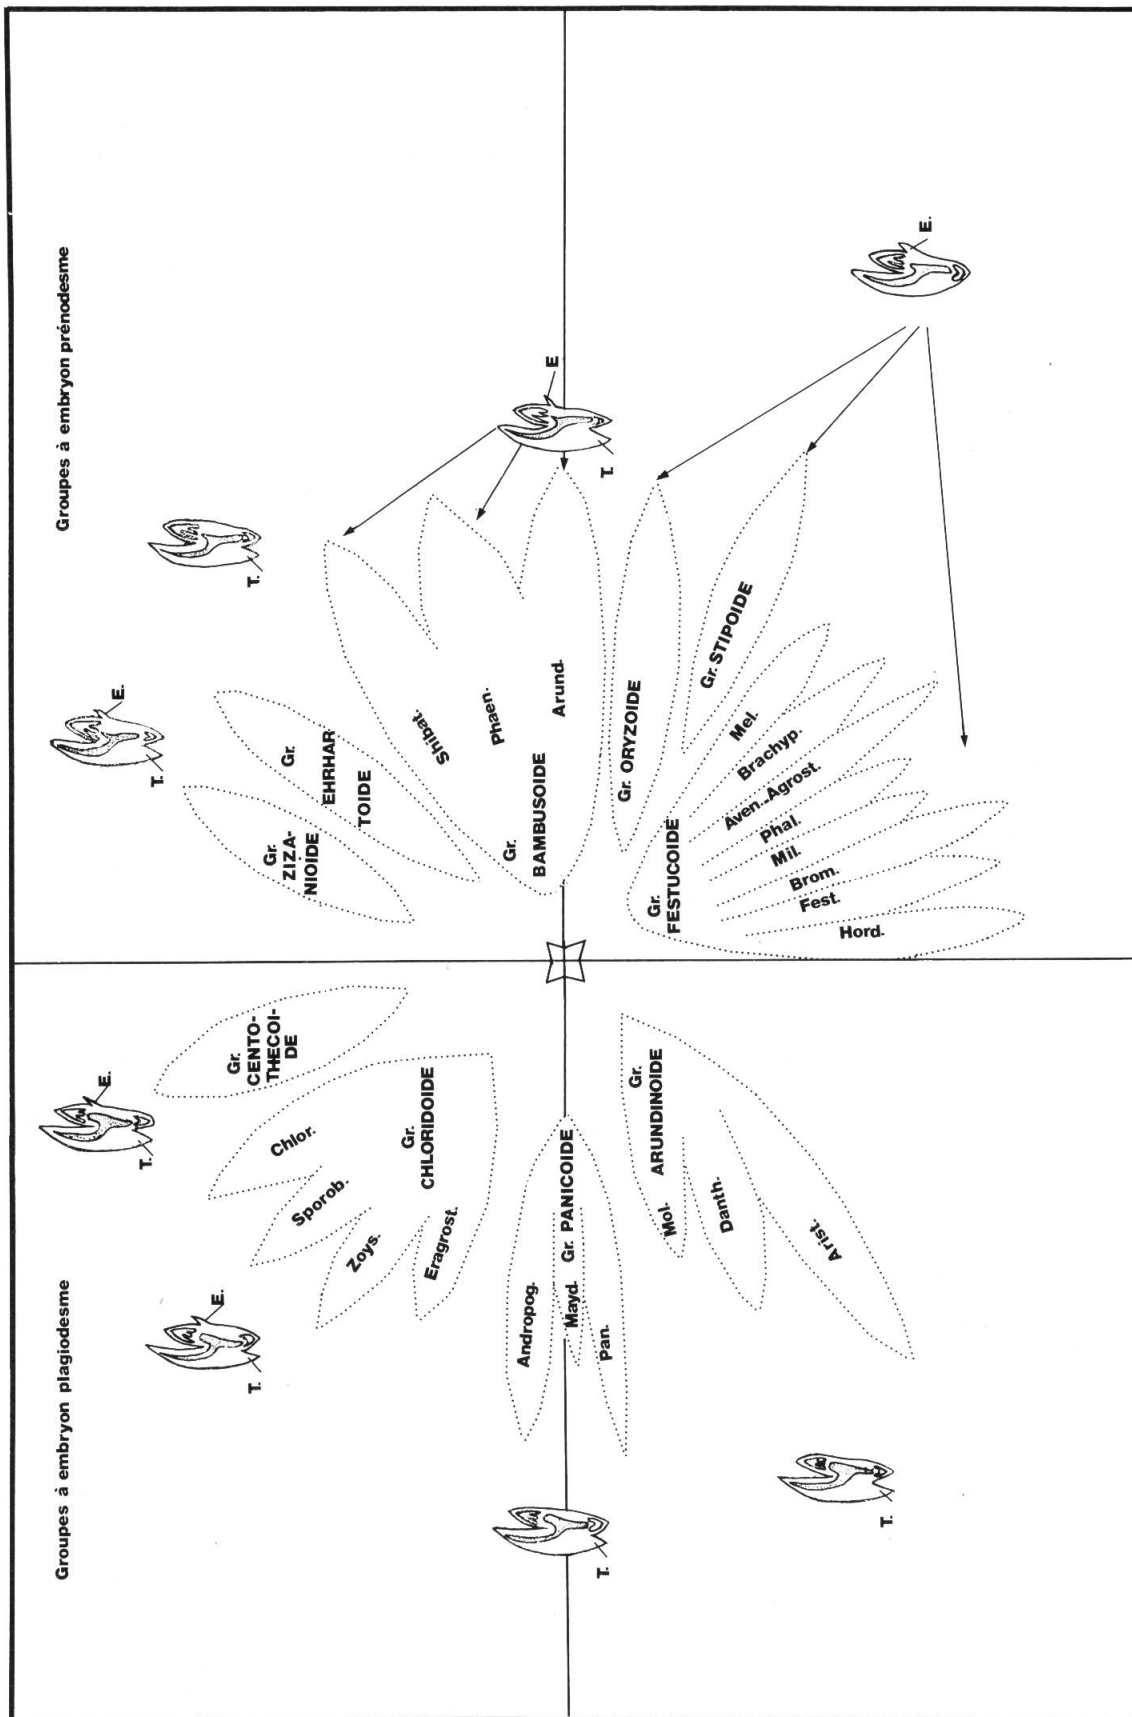 Groupes à embryon plagiodesme
Groupes à embryon prénodesme
T.
E.
T.
E.
T.
E.
T.
T.
E.
Gr.
CENTO-
THECOI-
DE
Chlor.
Sporob.
Zoys.
Eragrost.
Gr.
CHLORIDOIDE
Gr.
ZIZA-
NIOIDE
Gr.
EHRHAR
TOIDE
Shibat.
Phaen.
Arund.
Gr.
BAMBUSOIDE
T.
E
Andropog.
Mayd.
Gr. PANICOIDE
Pan.
T.
Gr.
ARUNDINOIDE
Mol.
Danth.
Arist.
T.
Gr. ORYZOIDE
Gr. STIPOIDE
Gr.
FESTUCOIDE
Mel.
Brachyp.
Aven.-Agrost.
Phal.
Mil.
Brom.
Fest.
Hord.
E.